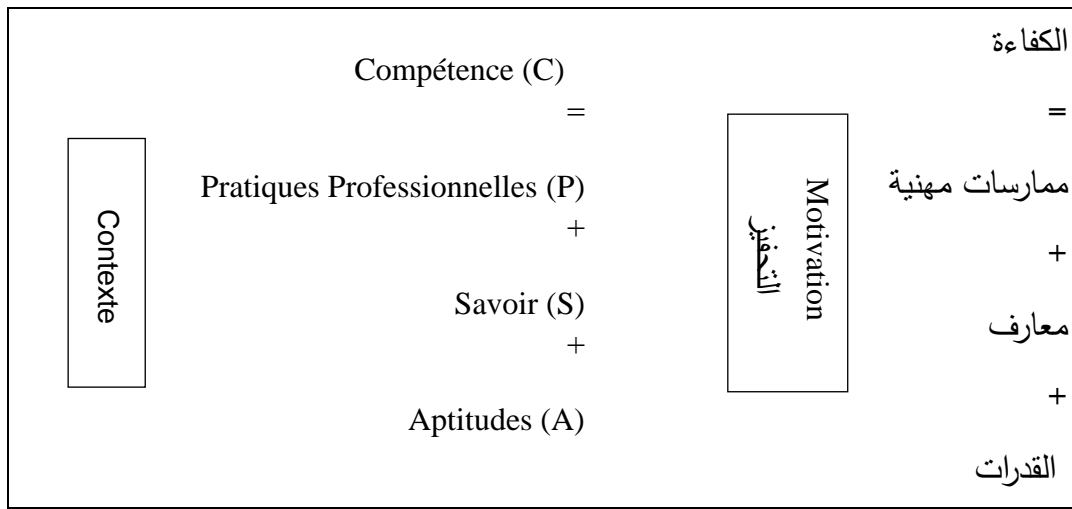 الكفاءة
=
ممارسات مهنية
+
معارف
+
القدرات
Motivation
التحفيز
Compétence (C)
=
Pratiques Professionnelles (P)
+
Savoir (S)
+
Aptitudes (A)
Contexte